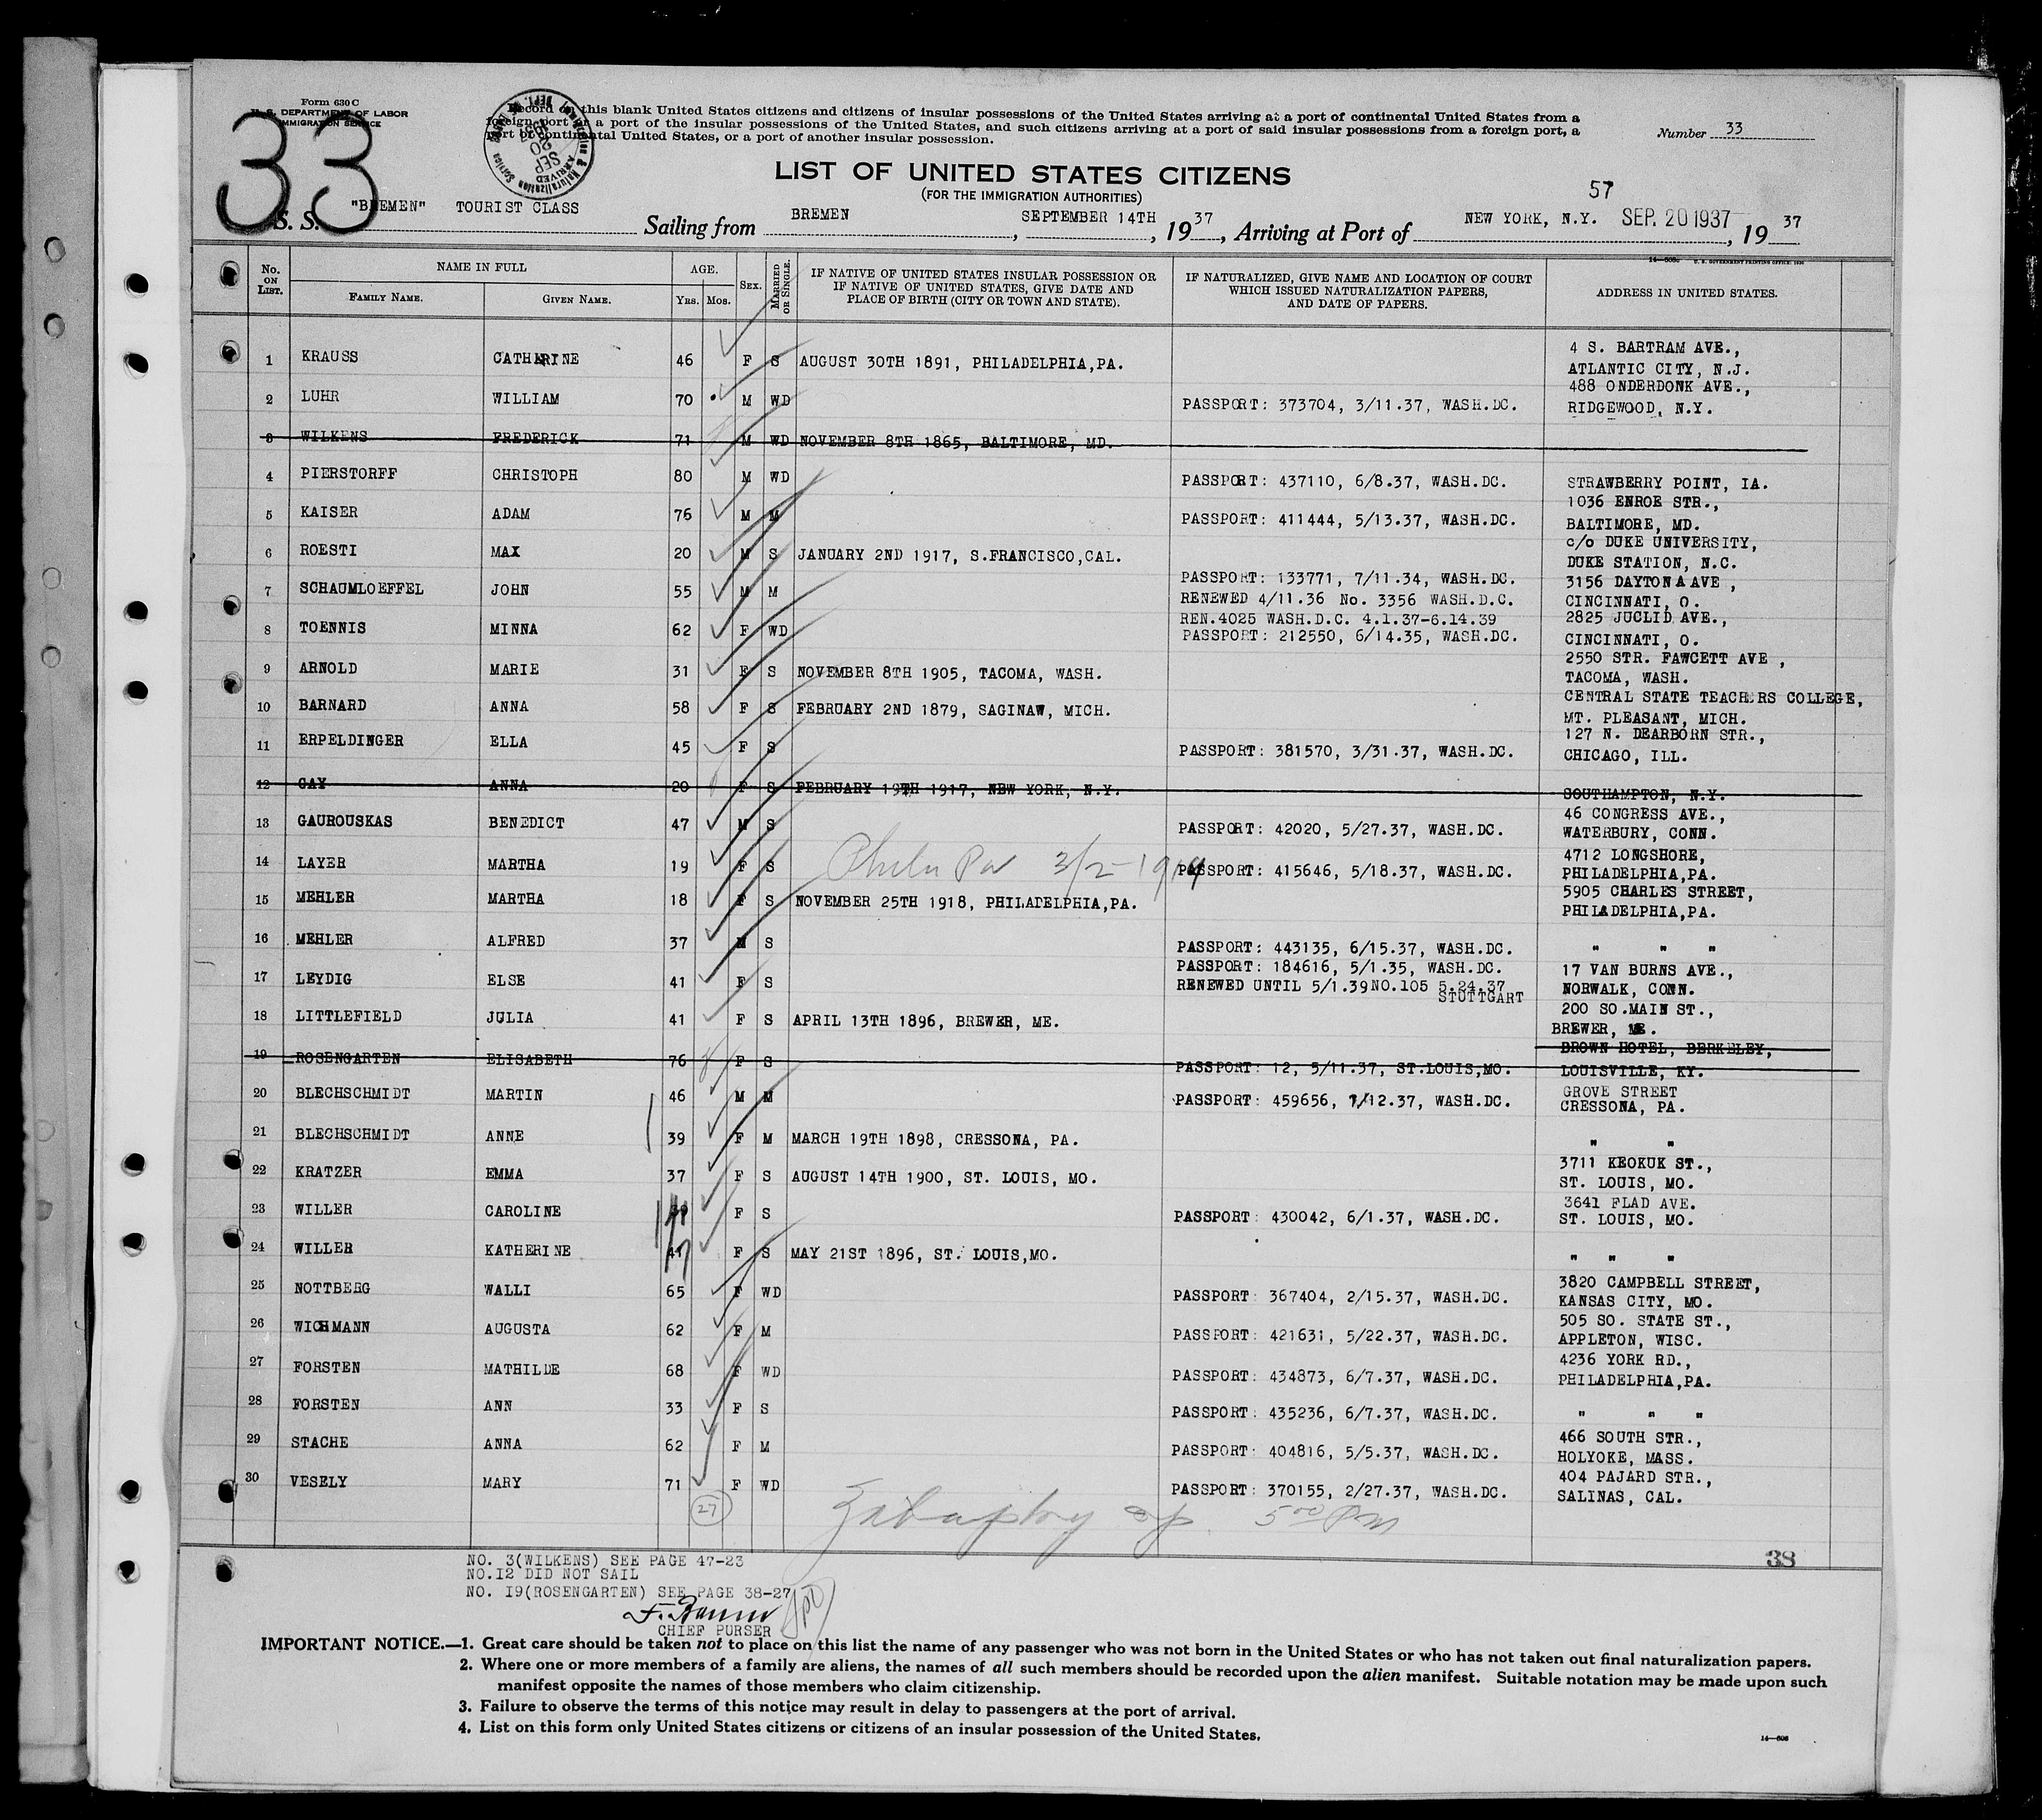 Form 630 C
U. S. DEPARTMENT OF LABOR
IMMIGRATION SERVICE
33
Record on this blank United States citizens and citizens of insular possessions of the United States arriving at a port of continental United States from a
foreign port or a port of the insular possessions of the United States, and such citizens arriving at a port of said insular possessions from a foreign port, a
port of continental United States, or a port of another insular possession.
Number 33
LIST OF UNITED STATES CITIZENS
(FOR THE IMMIGRATION AUTHORITIES)
57
S. S. "BREMEN" TOURIST CLASS Sailing from BREMEN, SEPTEMBER 14TH, 1937, Arriving at Port of NEW YORK, N.Y. SEP. 20 1937, 19 37
No. ON LIST. NAME IN FULL FAMILY NAME. GIVEN NAME. AGE. YRS. MOS. SEX. MARRIED OR SINGLE.
IF NATIVE OF UNITED STATES INSULAR POSSESSION OR
IF NATIVE OF UNITED STATES, GIVE DATE AND
PLACE OF BIRTH (CITY OR TOWN AND STATE).
IF NATURALIZED, GIVE NAME AND LOCATION OF COURT
WHICH ISSUED NATURALIZATION PAPERS,
AND DATE OF PAPERS.
ADDRESS IN UNITED STATES.
1 KRAUSS CATHERINE 46 F S AUGUST 30TH 1891, PHILADELPHIA,PA. 4 S. BARTRAM AVE.,
ATLANTIC CITY, N.J.
2 LUHR WILLIAM 70 M WD PASSPORT: 373704, 3/11.37, WASH.DC. 488 ONDERDONK AVE.,
RIDGEWOOD, N.Y.
3 WILKENS FREDERICK 71 M WD NOVEMBER 8TH 1865, BALTIMORE, MD.
4 PIERSTORFF CHRISTOPH 80 M WD PASSPORT: 437110, 6/8.37, WASH.DC. STRAWBERRY POINT, IA.
5 KAISER ADAM 76 M M PASSPORT: 411444, 5/13.37, WASH.DC. 1036 ENROE STR.,
BALTIMORE, MD.
6 ROESTI MAX 20 M S JANUARY 2ND 1917, S.FRANCISCO,CAL. c/o DUKE UNIVERSITY,
DUKE STATION, N.C.
7 SCHAUMLOEFFEL JOHN 55 M M PASSPORT: 133771, 7/11.34, WASH.DC. 3156 DAYTONA AVE ,
RENEWED 4/11.36 No. 3356 WASH.D.C. CINCINNATI, O.
8 TOENNIS MINNA 62 F WD REN.4025 WASH.D.C. 4.1.37-6.14.39 2825 JUCLID AVE.,
PASSPORT: 212550, 6/14.35, WASH.DC. CINCINNATI, O.
9 ARNOLD MARIE 31 F S NOVEMBER 8TH 1905, TACOMA, WASH. 2550 STR. FAWCETT AVE ,
TACOMA, WASH.
10 BARNARD ANNA 58 F S FEBRUARY 2ND 1879, SAGINAW, MICH. CENTRAL STATE TEACHERS COLLEGE,
MT. PLEASANT, MICH.
11 ERPELDINGER ELLA 45 F S PASSPORT: 381570, 3/31.37, WASH.DC. 127 N. DEARBORN STR.,
CHICAGO, ILL.
12 GAY ANNA 20 F S FEBRUARY 19TH 1917, NEW YORK, N.Y. SOUTHAMPTON, N.Y.
13 GAUROUSKAS BENEDICT 47 M S PASSPORT: 42020, 5/27.37, WASH.DC. 46 CONGRESS AVE.,
WATERBURY, CONN.
14 LAYER MARTHA 19 F S Phila Pa 3/2-1914 PASSPORT: 415646, 5/18.37, WASH.DC. 4712 LONGSHORE,
PHILADELPHIA,PA.
15 MEHLER MARTHA 18 F S NOVEMBER 25TH 1918, PHILADELPHIA,PA. 5905 CHARLES STREET,
PHILADELPHIA,PA.
16 MEHLER ALFRED 37 M S PASSPORT: 443135, 6/15.37, WASH.DC. " " "
17 LEYDIG ELSE 41 F S PASSPORT: 184616, 5/1.35, WASH.DC. 17 VAN BURNS AVE.,
RENEWED UNTIL 5/1.39 NO.105 5.24.37 STUTTGART NORWALK, CONN.
18 LITTLEFIELD JULIA 41 F S APRIL 13TH 1896, BREWER, ME. 200 SO.MAIN ST.,
BREWER, ME.
19 ROSENGARTEN ELISABETH 76 F S PASSPORT: 12, 5/11.37, ST.LOUIS,MO. BROWN HOTEL, BERKELEY,
LOUISVILLE, KY.
20 BLECHSCHMIDT MARTIN 46 M M PASSPORT: 459656, 7/12.37, WASH.DC. GROVE STREET
CRESSONA, PA.
21 BLECHSCHMIDT ANNE 39 F M MARCH 19TH 1898, CRESSONA, PA. " "
22 KRATZER EMMA 37 F S AUGUST 14TH 1900, ST. LOUIS, MO. 3711 KEOKUK ST.,
ST. LOUIS, MO.
23 WILLER CAROLINE F S PASSPORT: 430042, 6/1.37, WASH.DC. 3641 FLAD AVE.
ST. LOUIS, MO.
24 WILLER KATHERINE 41 F S MAY 21ST 1896, ST. LOUIS,MO. " " "
25 NOTTBERG WALLI 65 F WD PASSPORT: 367404, 2/15.37, WASH.DC. 3820 CAMPBELL STREET,
KANSAS CITY, MO.
26 WICHMANN AUGUSTA 62 F M PASSPORT: 421631, 5/22.37, WASH.DC. 505 SO. STATE ST.,
APPLETON, WISC.
27 FORSTEN MATHILDE 68 F WD PASSPORT: 434873, 6/7.37, WASH.DC. 4236 YORK RD.,
PHILADELPHIA,PA.
28 FORSTEN ANN 33 F S PASSPORT: 435236, 6/7.37, WASH.DC. " " "
29 STACHE ANNA 62 F M PASSPORT: 404816, 5/5.37, WASH.DC. 466 SOUTH STR.,
HOLYOKE, MASS.
30 VESELY MARY 71 F WD PASSPORT: 370155, 2/27.37, WASH.DC. 404 PAJARD STR.,
SALINAS, CAL.
27
5 00 PM
38
NO. 3(WILKENS) SEE PAGE 47-23
NO.12 DID NOT SAIL
NO. 19(ROSENGARTEN) SEE PAGE 38-27
CHIEF PURSER
IMPORTANT NOTICE.—1. Great care should be taken not to place on this list the name of any passenger who was not born in the United States or who has not taken out final naturalization papers.
2. Where one or more members of a family are aliens, the names of all such members should be recorded upon the alien manifest. Suitable notation may be made upon such
manifest opposite the names of those members who claim citizenship.
3. Failure to observe the terms of this notice may result in delay to passengers at the port of arrival.
4. List on this form only United States citizens or citizens of an insular possession of the United States.